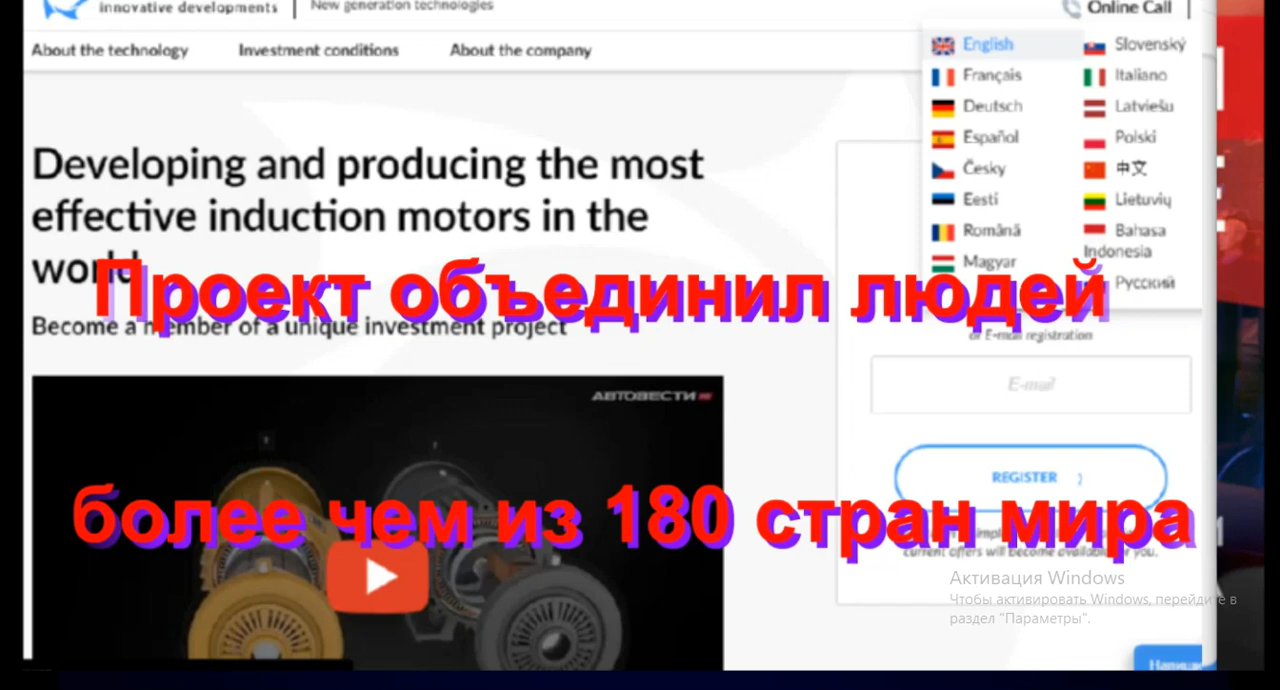 innovative developments
New generation technologies
Online Call
About the technology
Investment conditions
About the company
English
Slovenský
Français
Italiano
Deutsch
Latviešu
Español
Polski
Česky
中文
Eesti
Lietuvių
Română
Bahasa Indonesia
Magyar
Русский
Developing and producing the most
effective induction motors in the
world
Проект объединил людей
Become a member of a unique investment project
or E-mail registration
E-mail
АВТОВЕСТИ
REGISTER
более чем из 180 стран мира
current offers will become available for you.
Активация Windows
Чтобы активировать Windows, перейдите в
раздел "Параметры".